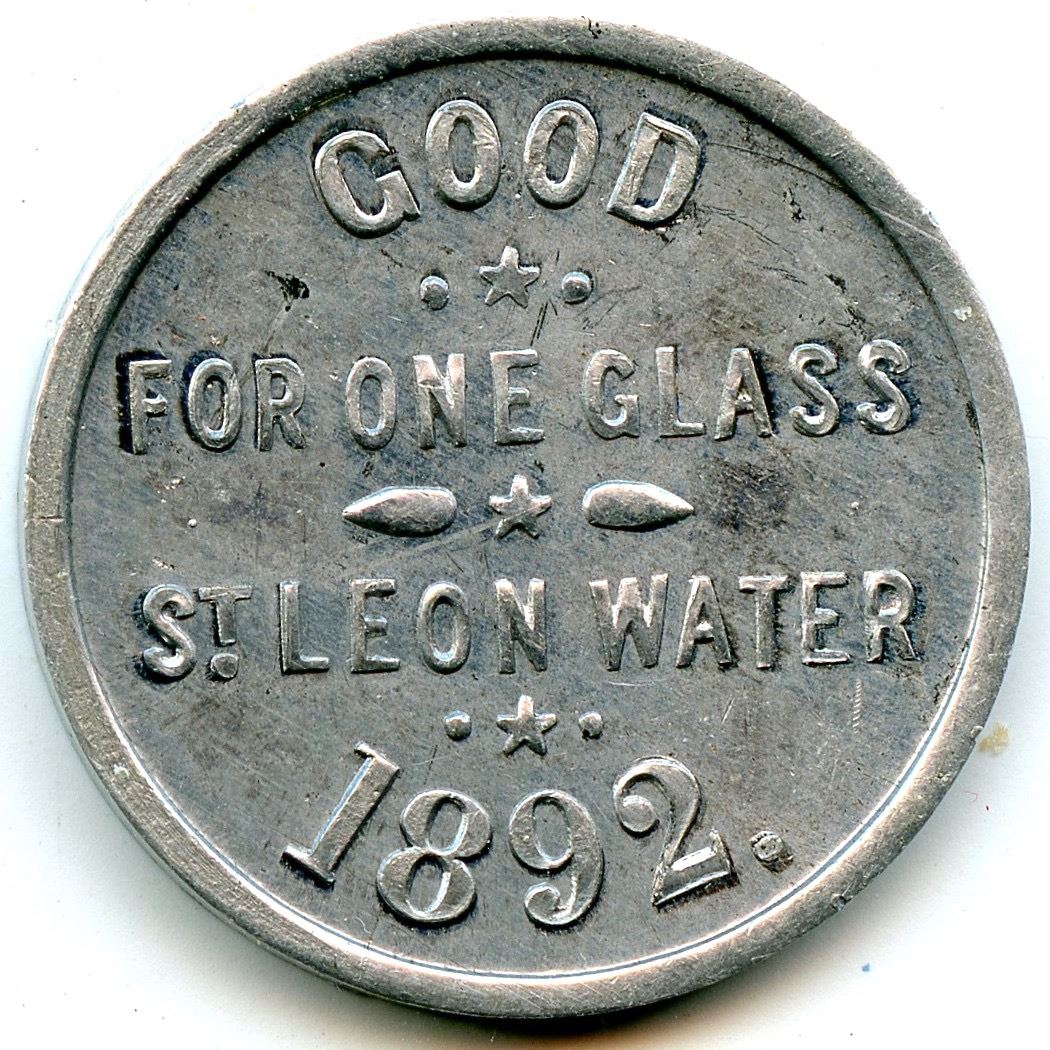 GOOD
FOR ONE GLASS
ST. LEON WATER
1892.